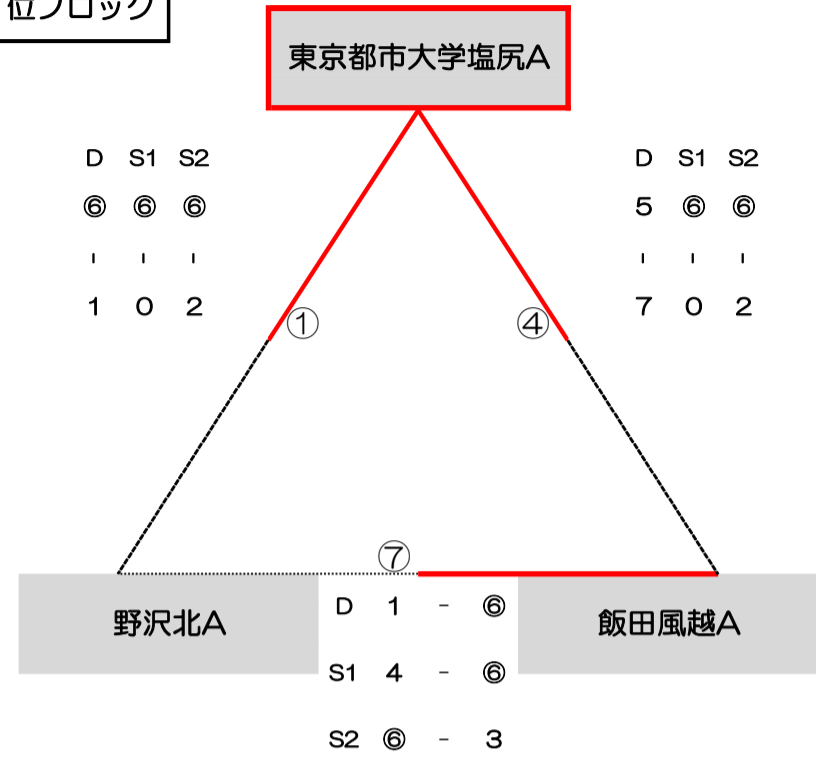 位ブロック
東京都市大学塩尻A
D S1 S2
⑥ ⑥ ⑥
- - -
1 0 2
D S1 S2
5 ⑥ ⑥
- - -
7 0 2
① ④
⑦
野沢北A
D 1 - ⑥
S1 4 - ⑥
S2 ⑥ - 3
飯田風越A